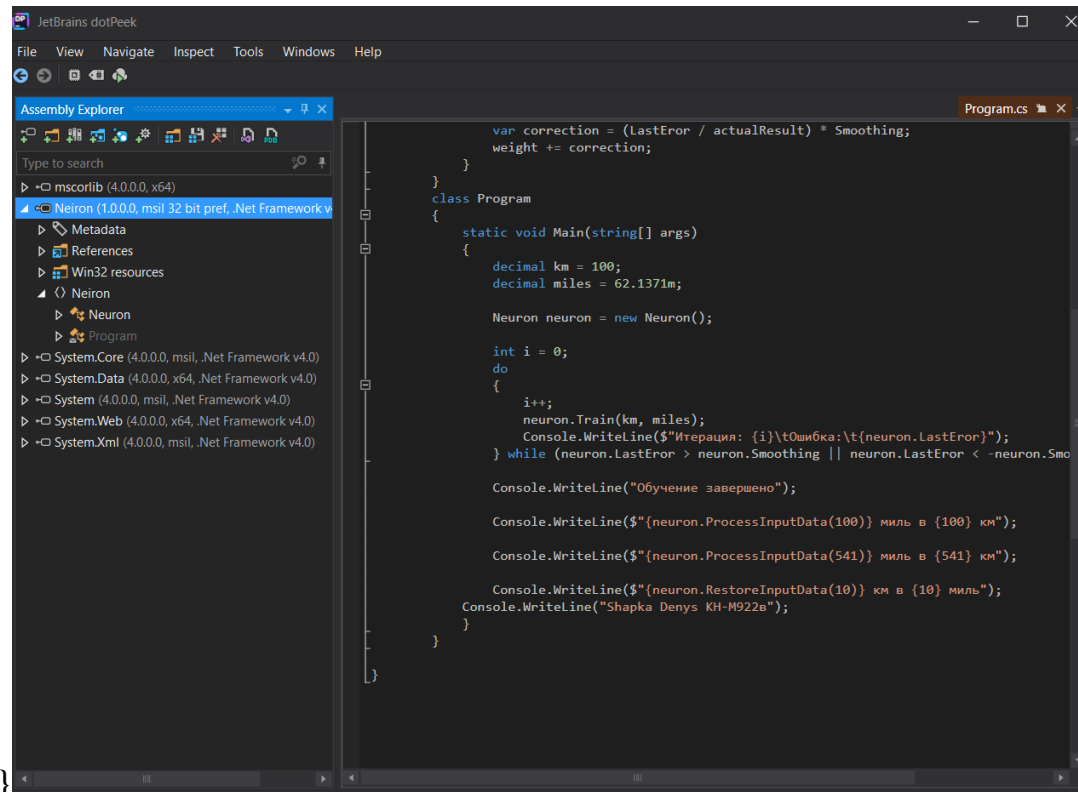 JetBrains dotPeek
File View Navigate Inspect Tools Windows Help
Assembly Explorer
Type to search
mscorlib (4.0.0.0, x64)
Neiron (1.0.0.0, msil 32 bit pref, .Net Framework v
Metadata
References
Win32 resources
Neiron
Neuron
Program
System.Core (4.0.0.0, msil, .Net Framework v4.0)
System.Data (4.0.0.0, x64, .Net Framework v4.0)
System (4.0.0.0, msil, .Net Framework v4.0)
System.Web (4.0.0.0, x64, .Net Framework v4.0)
System.Xml (4.0.0.0, msil, .Net Framework v4.0)
Program.cs
var correction = (LastEror / actualResult) * Smoothing;
weight += correction;
}
}
class Program
{
static void Main(string[] args)
{
decimal km = 100;
decimal miles = 62.1371m;
Neuron neuron = new Neuron();
int i = 0;
do
{
i++;
neuron.Train(km, miles);
Console.WriteLine($"Итерация: {i}\tОшибка:\t{neuron.LastEror}");
} while (neuron.LastEror > neuron.Smoothing || neuron.LastEror < -neuron.Smo
Console.WriteLine("Обучение завершено");
Console.WriteLine($"{neuron.ProcessInputData(100)} миль в {100} км");
Console.WriteLine($"{neuron.ProcessInputData(541)} миль в {541} км");
Console.WriteLine($"{neuron.RestoreInputData(10)} км в {10} миль");
Console.WriteLine("Shapka Denys КН-М922в");
}
}
}
}